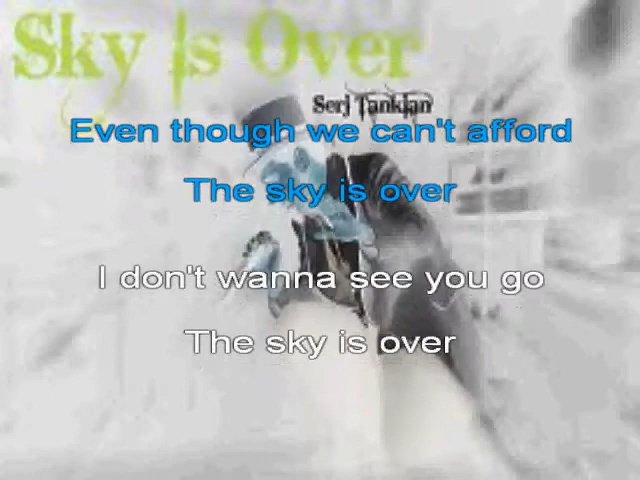 Sky Is Over
Serj Tankian
Even though we can't afford
The sky is over
I don't wanna see you go
The sky is over